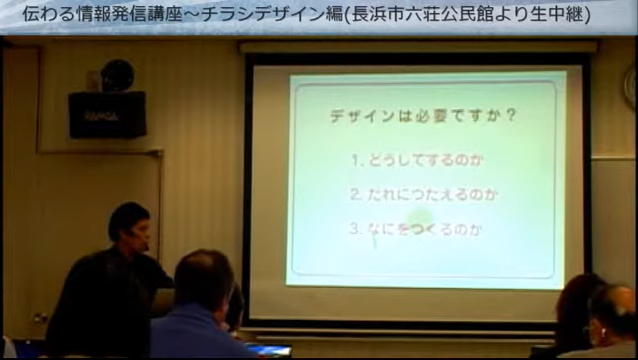 伝わる情報発信講座～チラシデザイン編(長浜市六荘公民館より生中継)
RAMSA
デザインは必要ですか？
1. どうしてするのか
2. だれにつたえるのか
3. なにをつくるのか